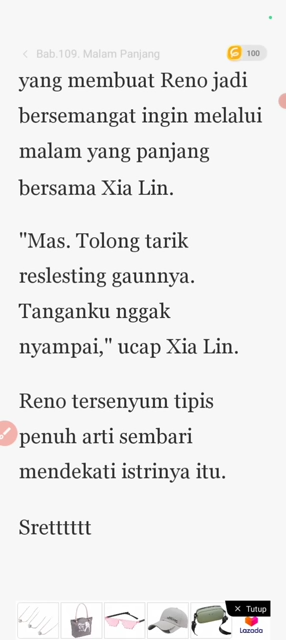 Bab.109. Malam Panjang
100
yang membuat Reno jadi
bersemangat ingin melalui
malam yang panjang
bersama Xia Lin.
"Mas. Tolong tarik
reslesting gaunnya.
Tanganku nggak
nyampai," ucap Xia Lin.
Reno tersenyum tipis
penuh arti sembari
mendekati istrinya itu.
Sretttttt
Tutup
Lazada